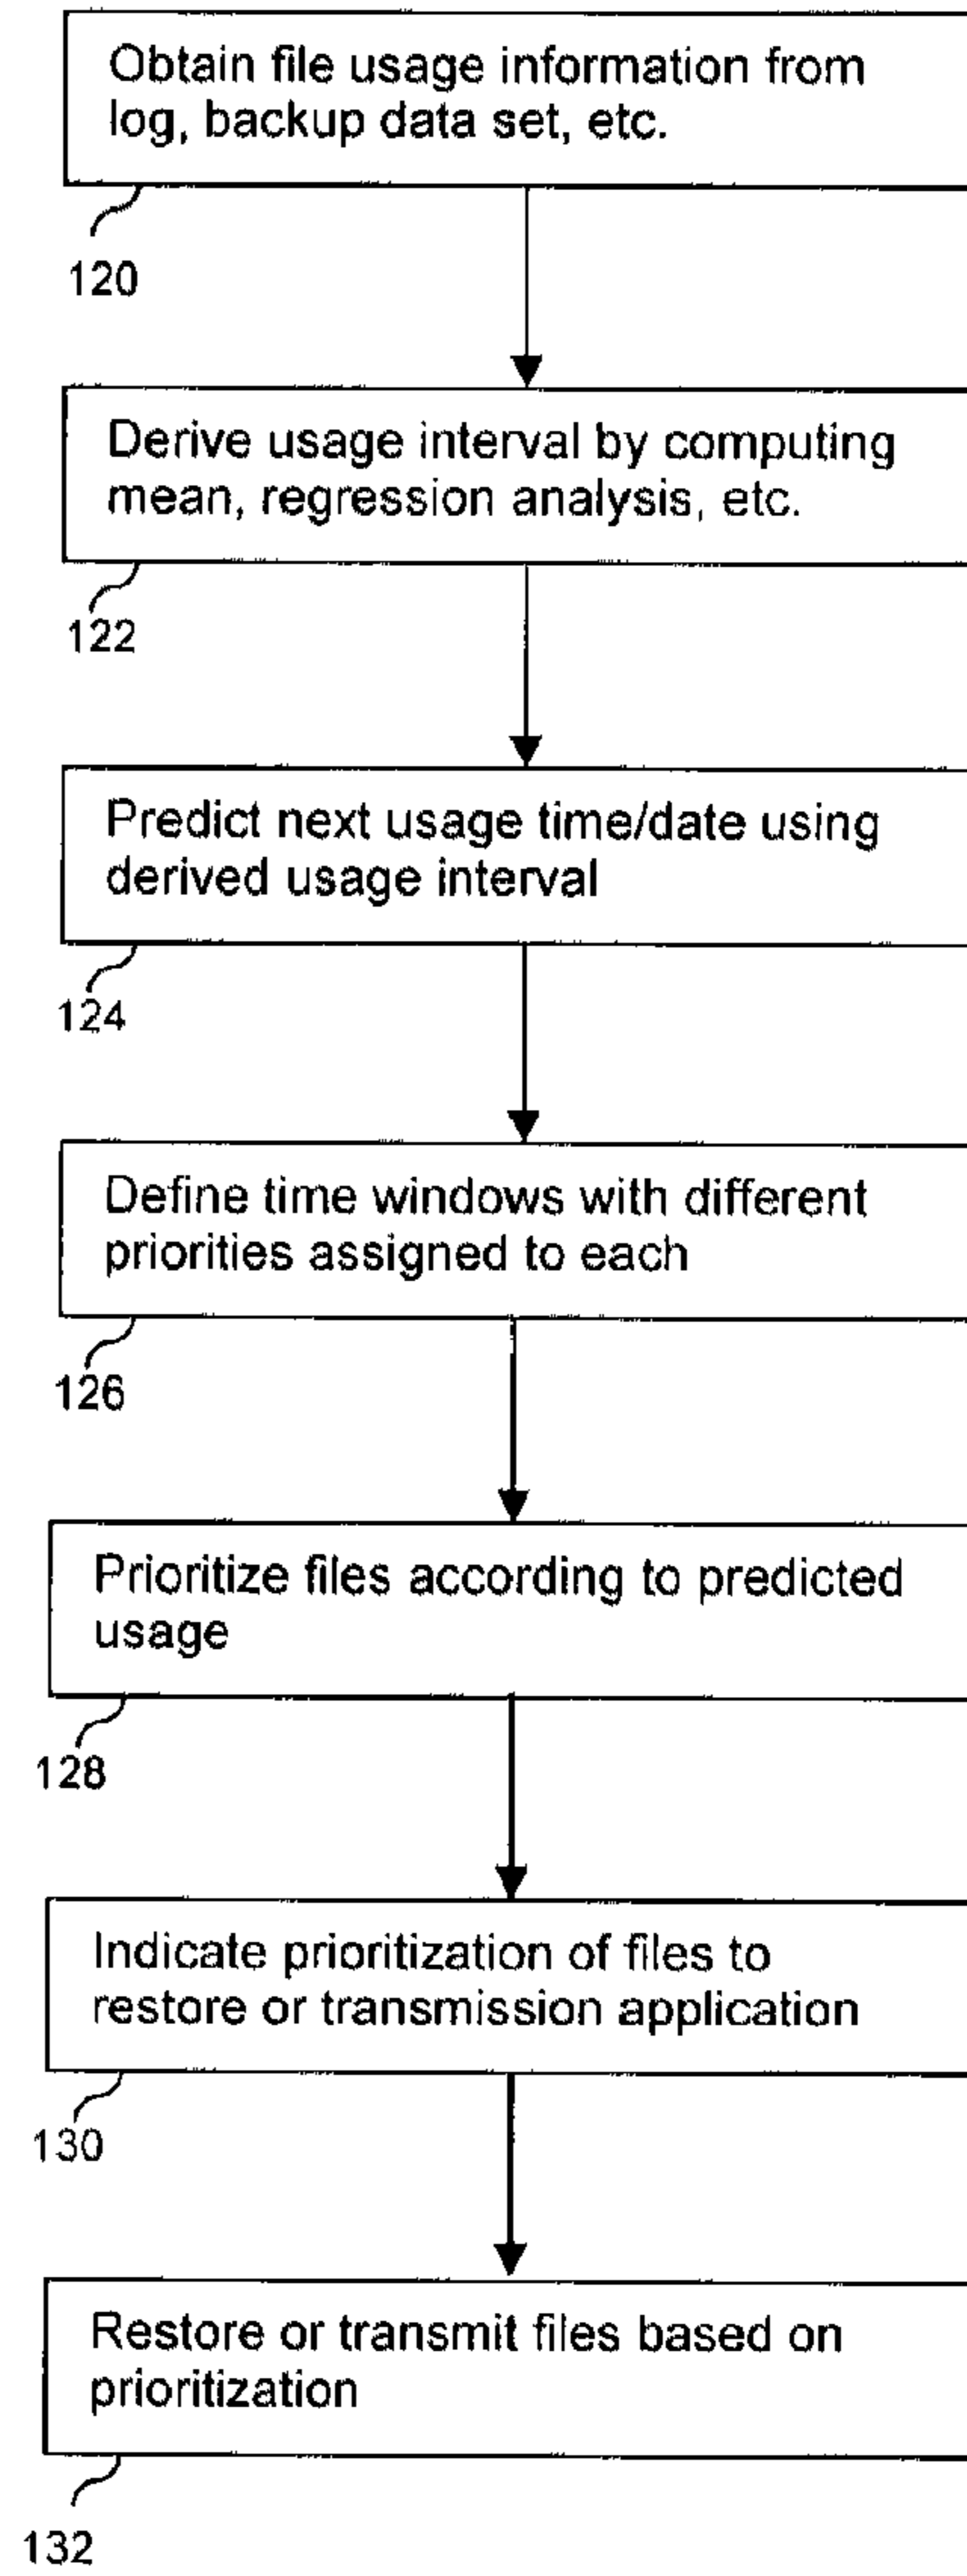 Obtain file usage information from
log, backup data set, etc.
120
Derive usage interval by computing
mean, regression analysis, etc.
122
Predict next usage time/date using
derived usage interval
124
Define time windows with different
priorities assigned to each
126
Prioritize files according to predicted
usage
128
Indicate prioritization of files to
restore or transmission application
130
Restore or transmit files based on
prioritization
132